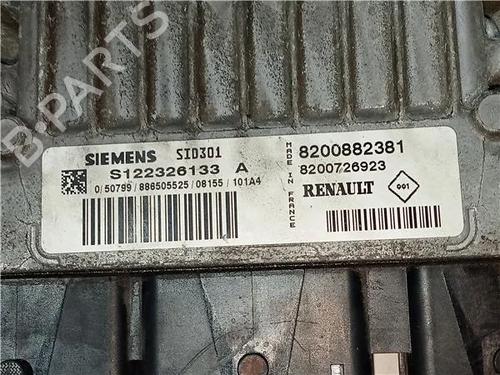 B-PARTS
SIEMENS SID301
S122326133 A
0/50799/886505525/08155/101A4
MADE IN FRANCE
8200882381
8200726923
RENAULT
001